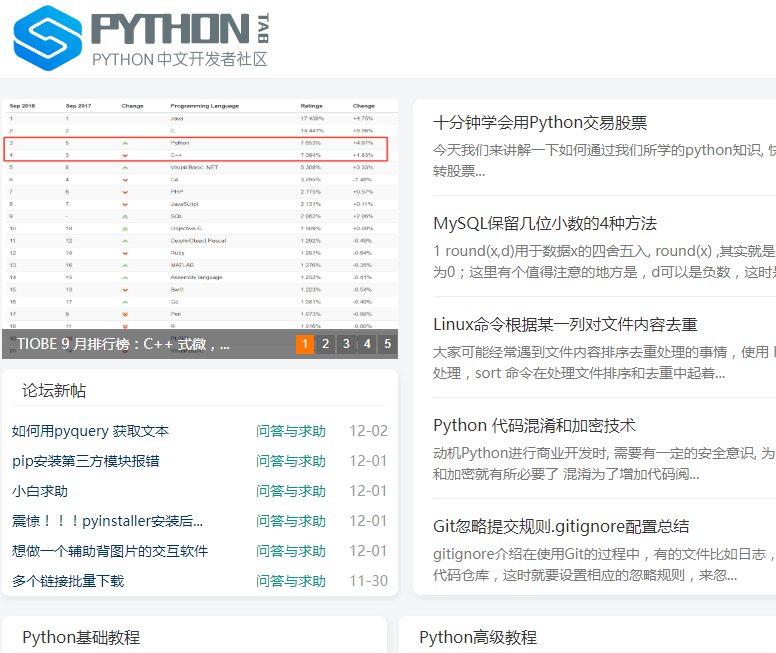 PYTHON TAB
PYTHON 中文开发者社区
Sep 2018 Sep 2017 Change Programming Language Ratings Change
1 1 Java 17.436% +4.75%
2 2 C 15.447% +8.06%
3 5 Python 7.653% +4.67%
4 3 C++ 7.394% +1.83%
5 8 Visual Basic .NET 5.308% +3.33%
6 4 C# 3.295% -1.48%
7 6 PHP 2.775% +0.57%
8 7 JavaScript 2.131% +0.11%
9 - SQL 2.062% +2.06%
10 18 Objective-C 1.509% +0.00%
11 12 Delphi/Object Pascal 1.292% -0.49%
12 10 Ruby 1.291% -0.64%
13 16 MATLAB 1.276% -0.35%
14 15 Assembly language 1.232% -0.41%
15 13 Swift 1.223% -0.54%
16 17 Go 1.081% -0.49%
17 9 Perl 1.073% -0.88%
18 11 R 1.016% -0.80%
TIOBE 9 月排行榜：C++ 式微，...
1 2 3 4 5
论坛新帖
如何用pyquery 获取文本 问答与求助 12-02
pip安装第三方模块报错 问答与求助 12-01
小白求助 问答与求助 12-01
震惊！！！pyinstaller安装后... 问答与求助 12-01
想做一个辅助背图片的交互软件 问答与求助 12-01
多个链接批量下载 问答与求助 11-30
十分钟学会用Python交易股票
今天我们来讲解一下如何通过我们所学的python知识, 快
转股票...
MySQL保留几位小数的4种方法
1 round(x,d)用于数据x的四舍五入, round(x) ,其实就是
为0；这里有个值得注意的地方是，d可以是负数，这时是
Linux命令根据某一列对文件内容去重
大家可能经常遇到文件内容排序去重处理的事情，使用 l
处理，sort 命令在处理文件排序和去重中起着...
Python 代码混淆和加密技术
动机Python进行商业开发时, 需要有一定的安全意识, 为
和加密就有所必要了 混淆为了增加代码阅...
Git忽略提交规则.gitignore配置总结
gitignore介绍在使用Git的过程中，有的文件比如日志，
代码仓库，这时就要设置相应的忽略规则，来忽...
Python基础教程
Python高级教程